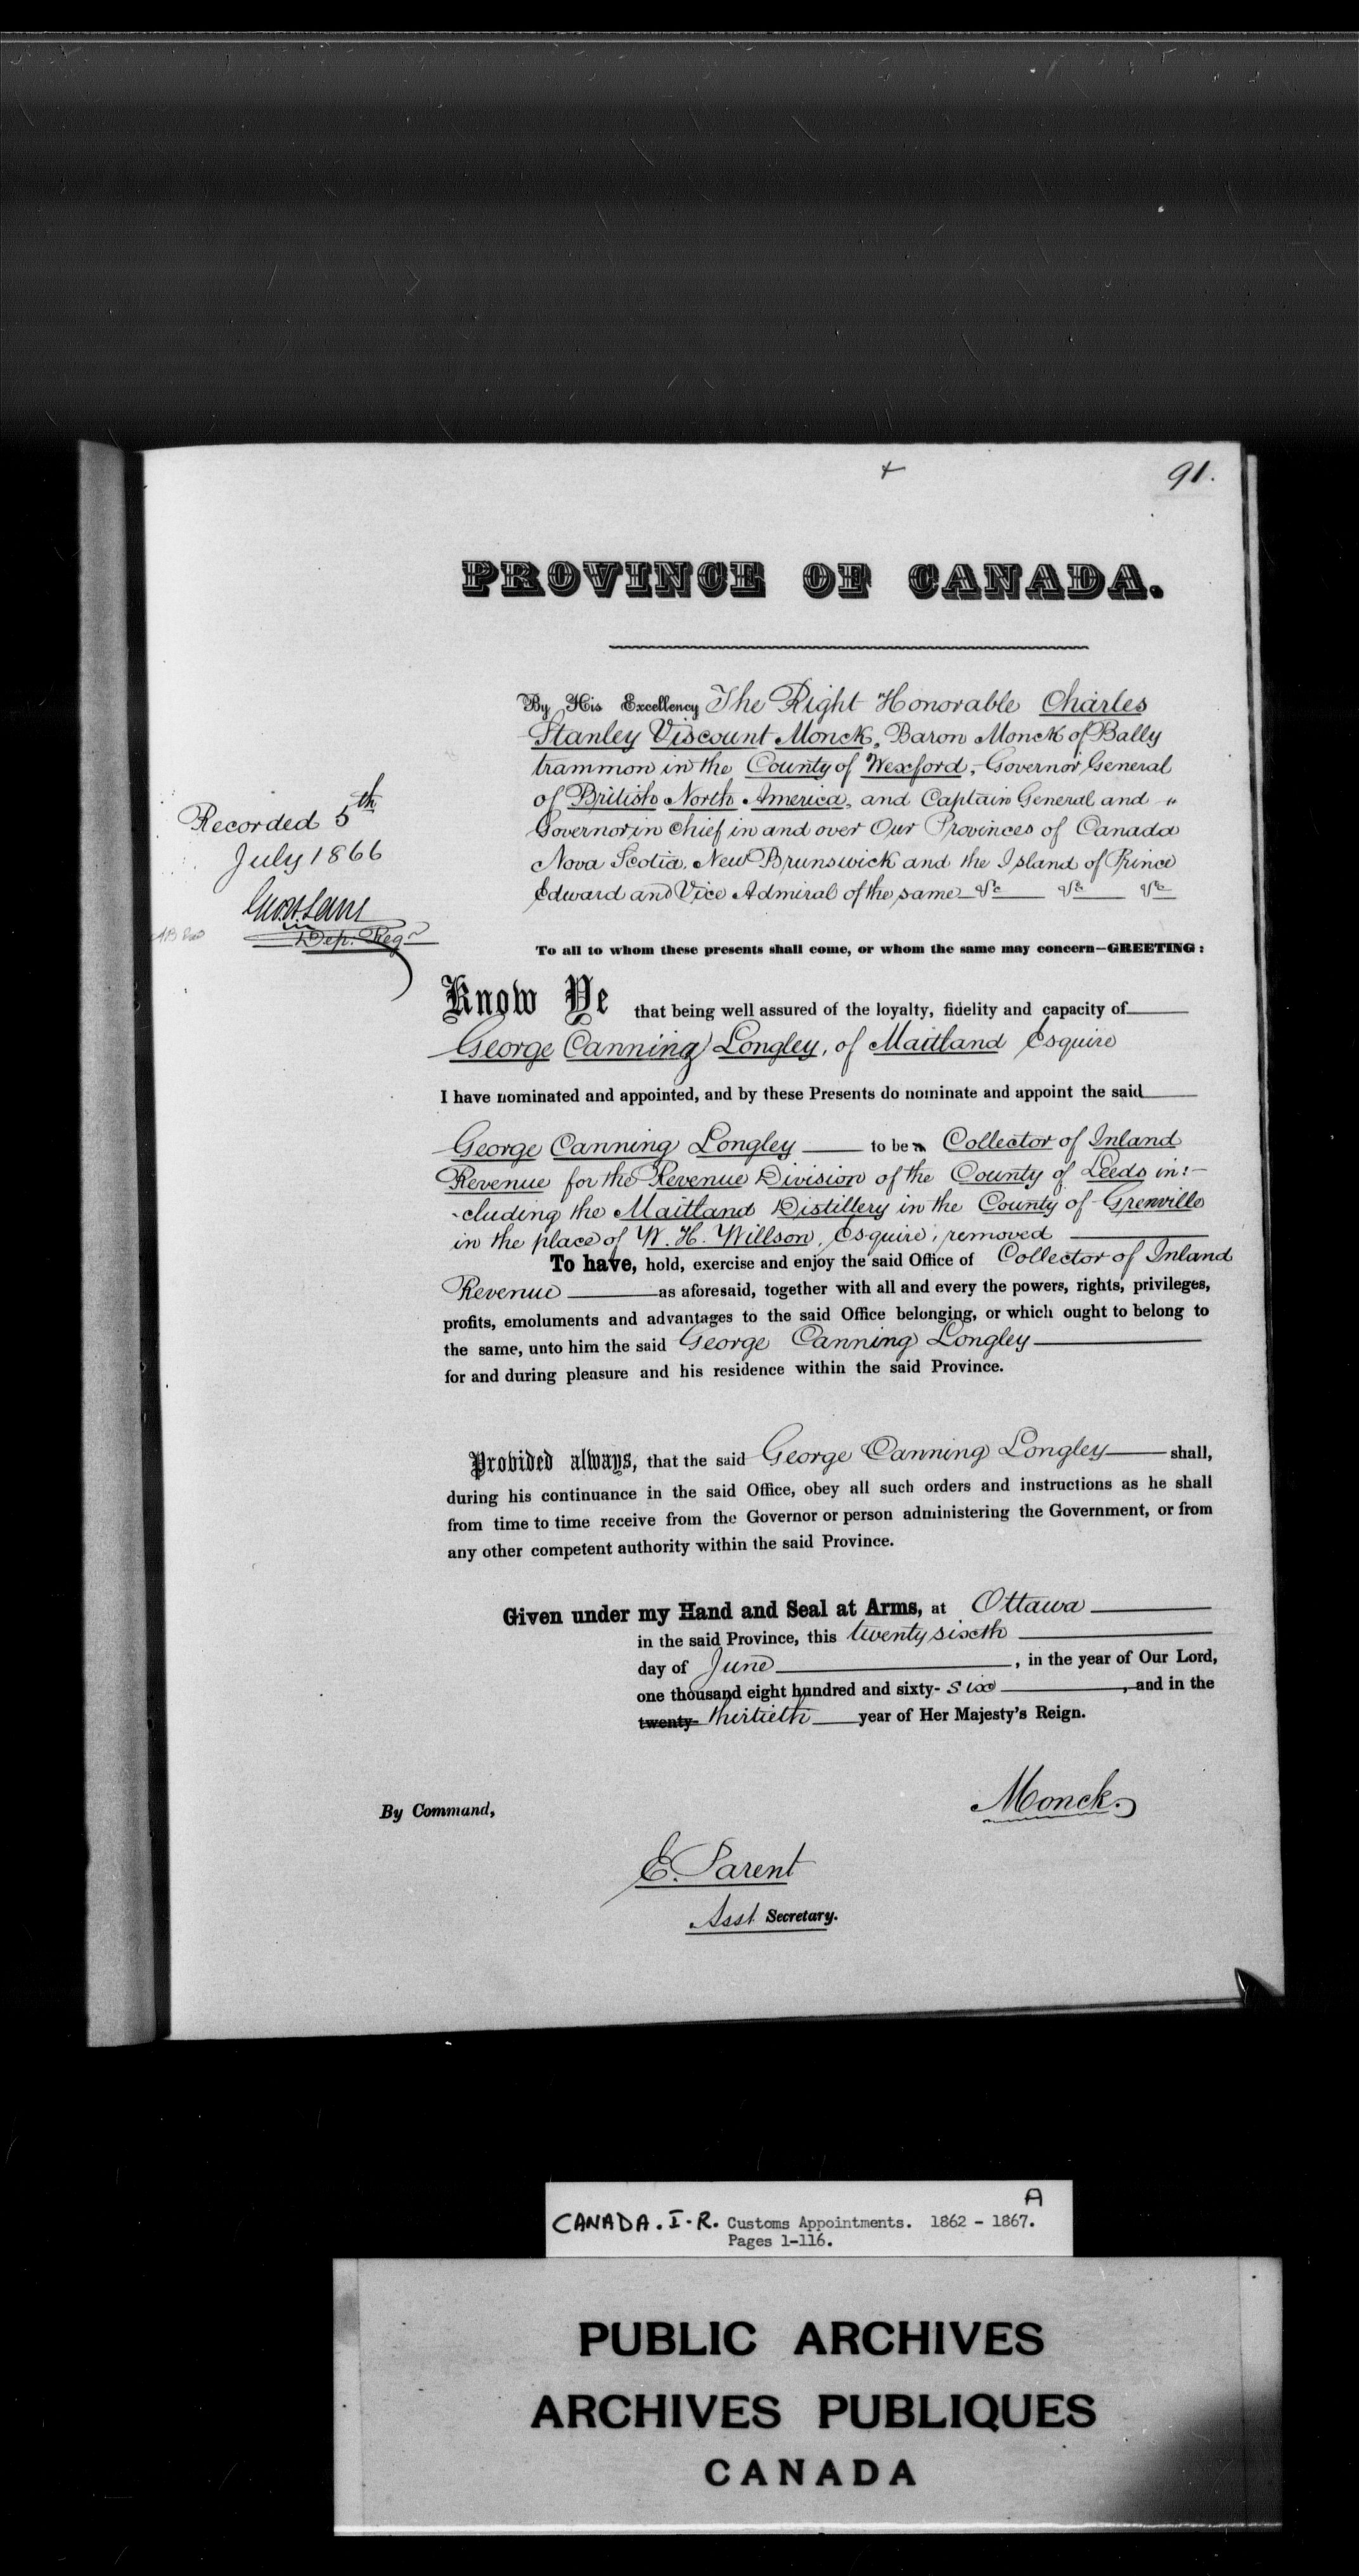 +
91.
PROVINCE OF CANADA.
By His Excellency The Right Honorable Charles
Stanley Viscount Monck, Baron Monck of Bally
trammon in the County of Wexford, Governor General
of British North America, and Captain General and "
Governor in Chief in and over Our Provinces of Canada
Nova Scotia, New Brunswick and the Island of Prince
Edward and Vice Admiral of the same &c &c &c
Recorded 5th
July 1866
Dep. Regr
To all to whom these presents shall come, or whom the same may concern—GREETING:
Know Ye that being well assured of the loyalty, fidelity and capacity of
George Canning Longley, of Maitland Esquire
I have nominated and appointed, and by these Presents do nominate and appoint the said
George Canning Longley to be a Collector of Inland
Revenue for the Revenue Division of the County of Leeds in:-
-cluding the Maitland Distillery in the County of Grenville
in the place of W. H. Willson, Esquire, removed
To have, hold, exercise and enjoy the said Office of Collector of Inland
Revenue as aforesaid, together with all and every the powers, rights, privileges,
profits, emoluments and advantages to the said Office belonging, or which ought to belong to
the same, unto him the said George Canning Longley
for and during pleasure and his residence within the said Province.
Provided always, that the said George Canning Longley shall,
during his continuance in the said Office, obey all such orders and instructions as he shall
from time to time receive from the Governor or person administering the Government, or from
any other competent authority within the said Province.
Given under my Hand and Seal at Arms, at Ottawa
in the said Province, this twenty sixth
day of June, in the year of Our Lord,
one thousand eight hundred and sixty-six, and in the
twenty- thirtieth year of Her Majesty's Reign.
Monck.
By Command,
E. Parent
Asst. Secretary.
A
CANADA. I.R. Customs Appointments. 1862 - 1867.
Pages 1-116.
PUBLIC ARCHIVES
ARCHIVES PUBLIQUES
CANADA